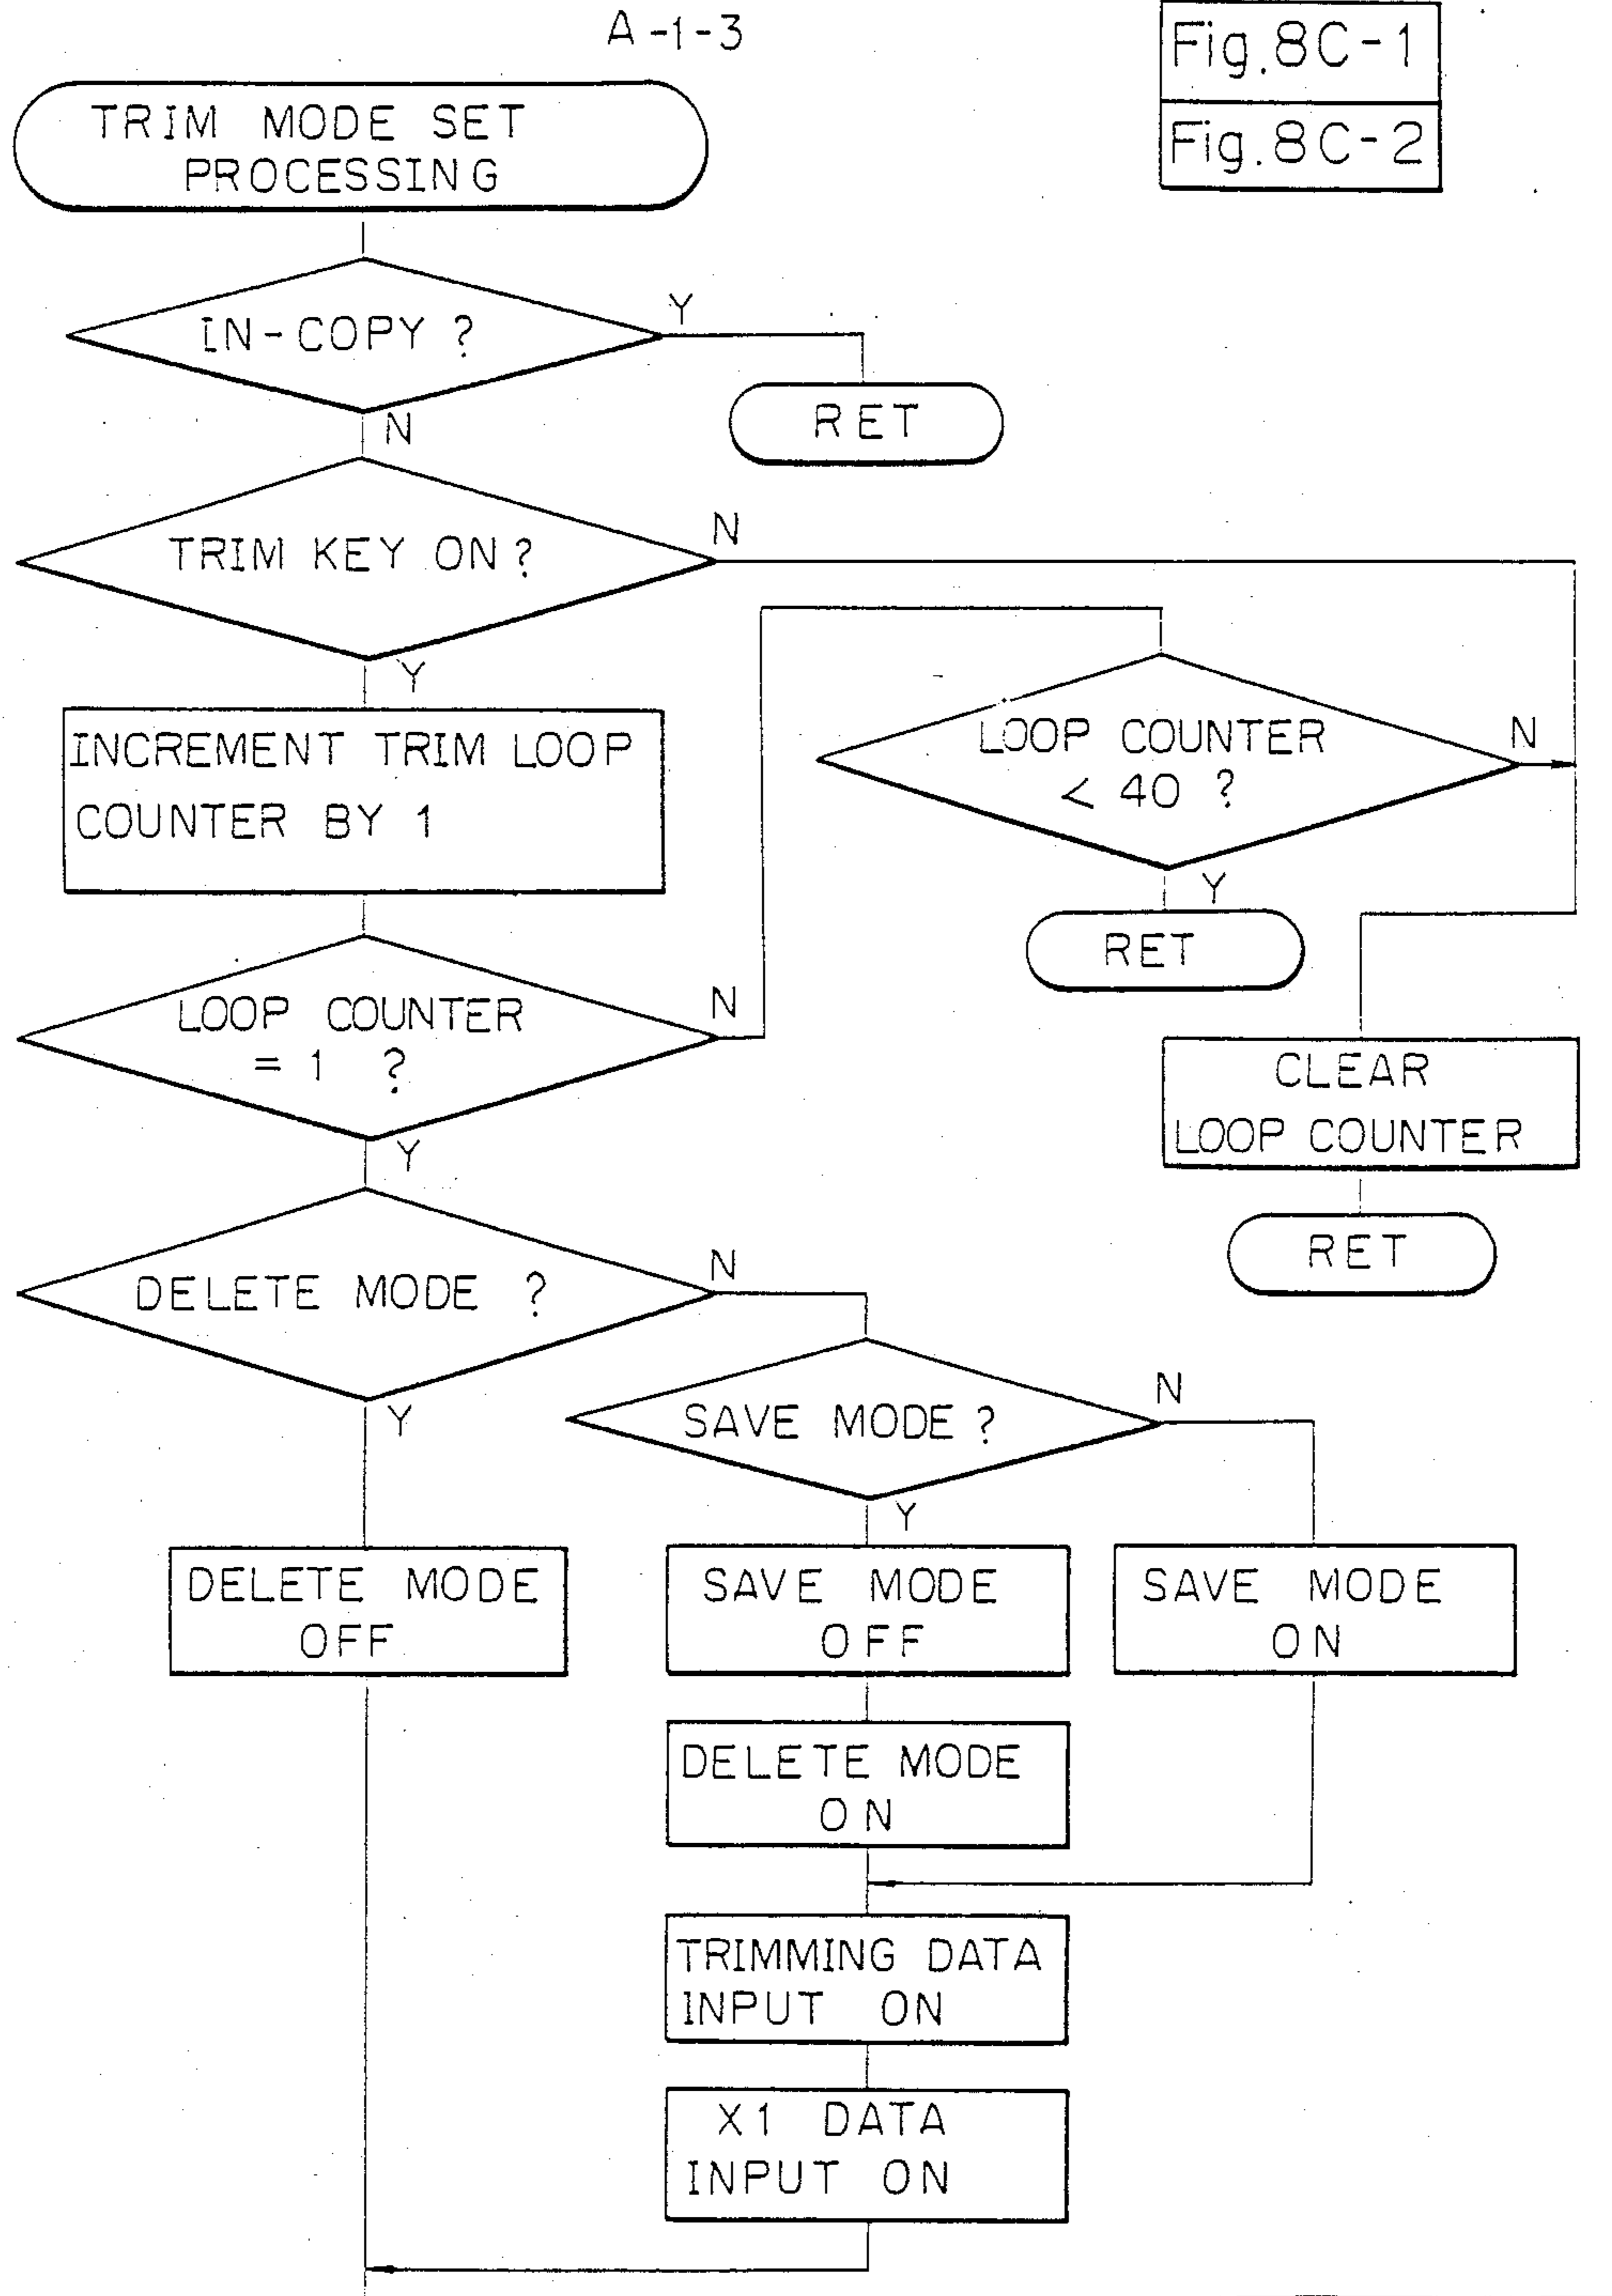 A-1-3
Fig.8C-1
Fig.8C-2
TRIM MODE SET
PROCESSING
IN-COPY ?
Y
RET
N
TRIM KEY ON ?
N
Y
INCREMENT TRIM LOOP
COUNTER BY 1
LOOP COUNTER
< 40 ?
N
Y
RET
LOOP COUNTER
= 1 ?
N
Y
CLEAR
LOOP COUNTER
RET
DELETE MODE ?
N
Y
SAVE MODE ?
N
Y
DELETE MODE
OFF
SAVE MODE
OFF
SAVE MODE
ON
DELETE MODE
ON
TRIMMING DATA
INPUT ON
X1 DATA
INPUT ON